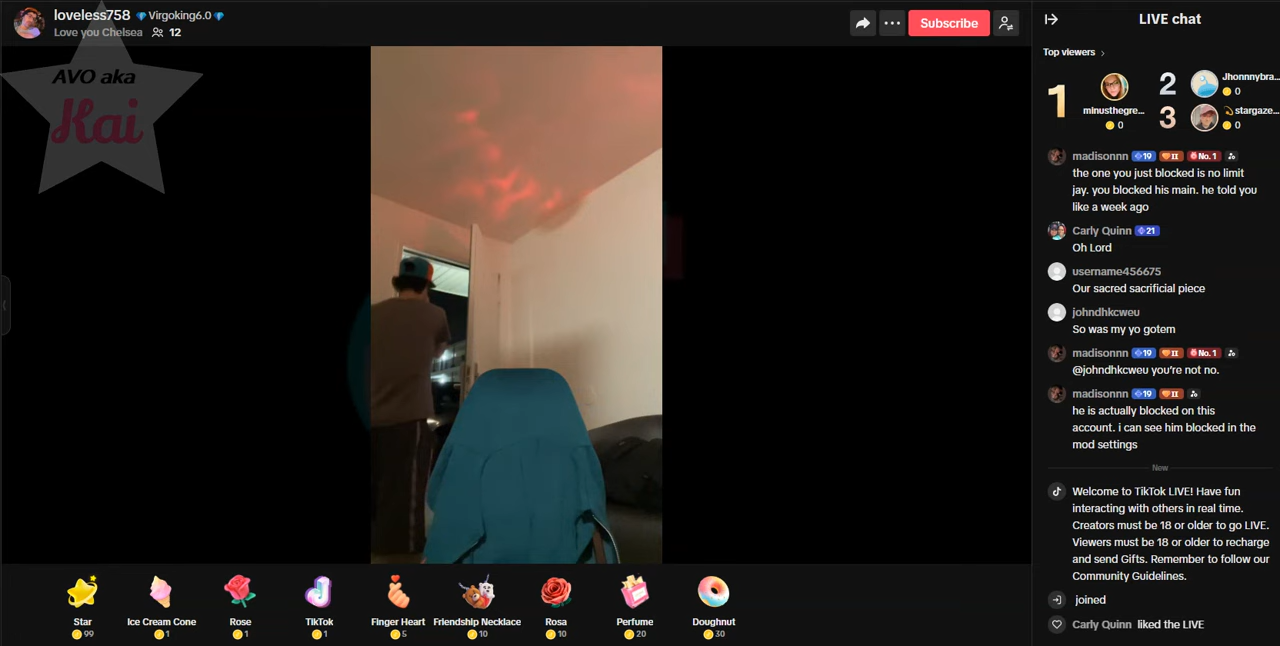 loveless758 Virgoking6.0
Love you Chelsea 12
Subscribe
AVO aka
Kai
LIVE chat
Top viewers
1
minusthegre...
0
2
Jhonnnybra...
0
3
stargaze...
0
madisonnn 19 II No. 1
the one you just blocked is no limit
jay. you blocked his main. he told you
like a week ago
Carly Quinn 21
Oh Lord
username456675
Our sacred sacrificial piece
johndhkcweu
So was my yo gotem
madisonnn 19 II No. 1
@johndhkcweu you're not no.
madisonnn 19 II
he is actually blocked on this
account. i can see him blocked in the
mod settings
New
Welcome to TikTok LIVE! Have fun
interacting with others in real time.
Creators must be 18 or older to go LIVE.
Viewers must be 18 or older to recharge
and send Gifts. Remember to follow our
Community Guidelines.
joined
Carly Quinn liked the LIVE
Star
99
Ice Cream Cone
1
Rose
1
TikTok
1
Finger Heart
5
Friendship Necklace
10
Rosa
10
Perfume
20
Doughnut
30